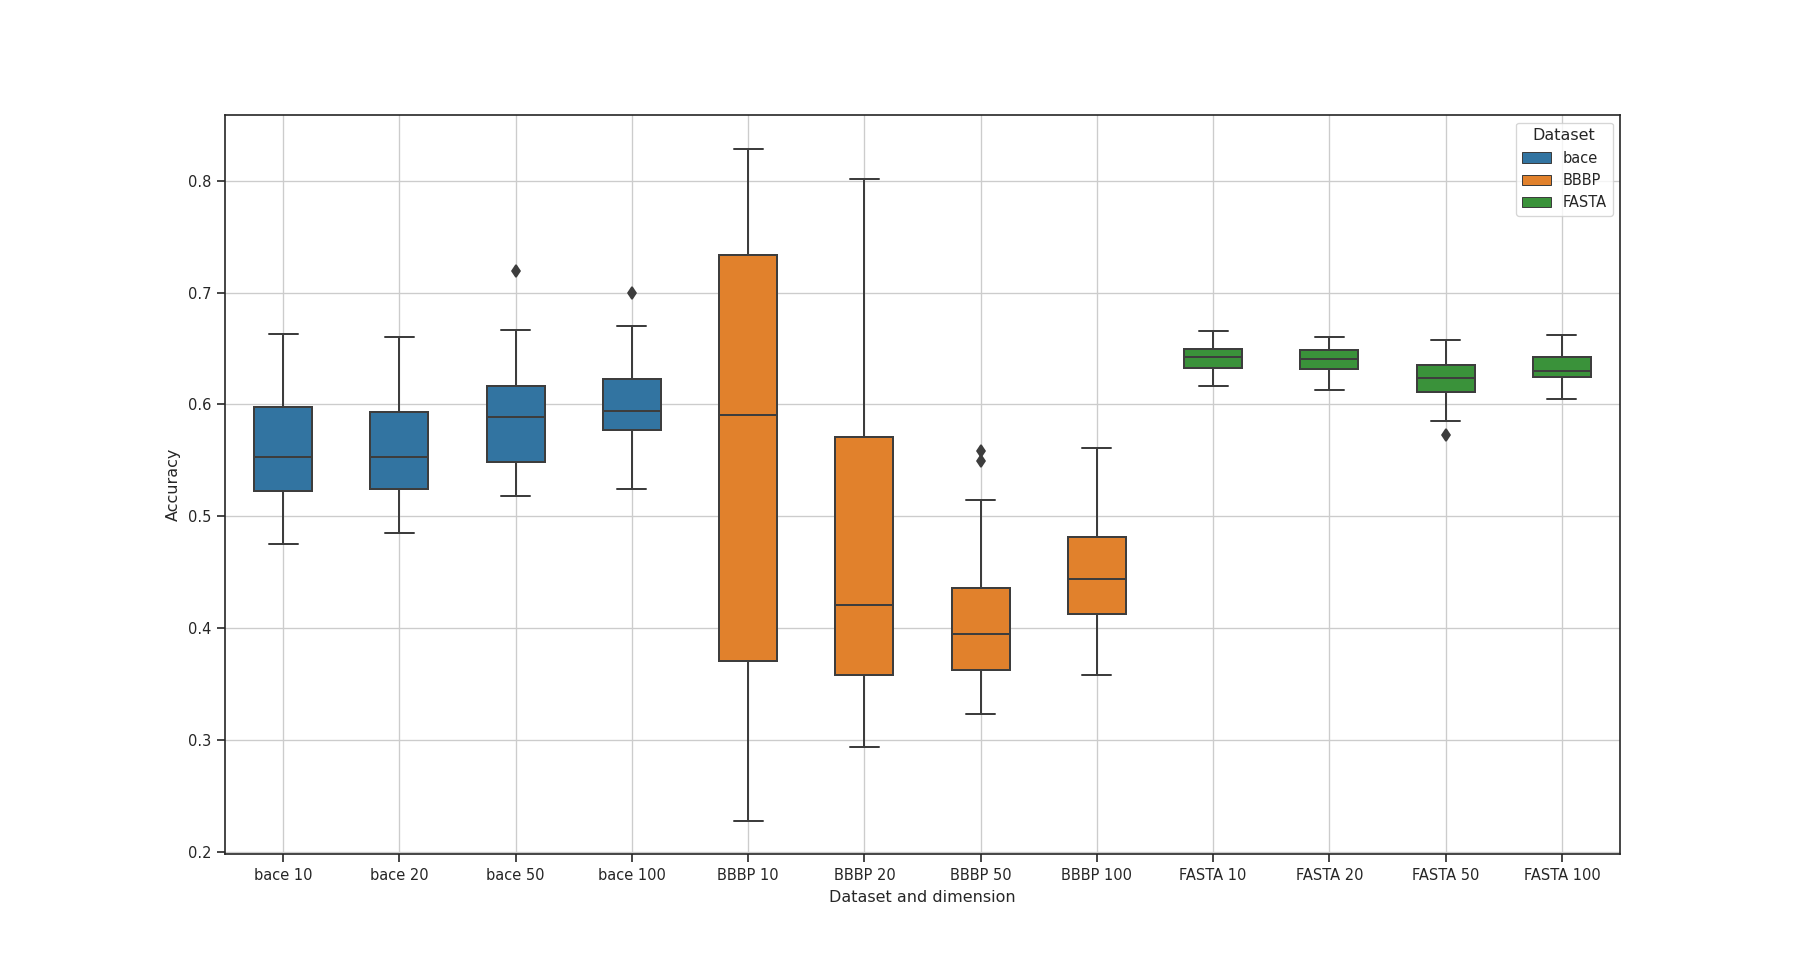 Dataset
bace
BBBP
FASTA
0.8
0.7
0.6
0.5
0.4
0.3
0.2
Accuracy
bace 10 bace 20 bace 50 bace 100 BBBP 10 BBBP 20 BBBP 50 BBBP 100 FASTA 10 FASTA 20 FASTA 50 FASTA 100
Dataset and dimension